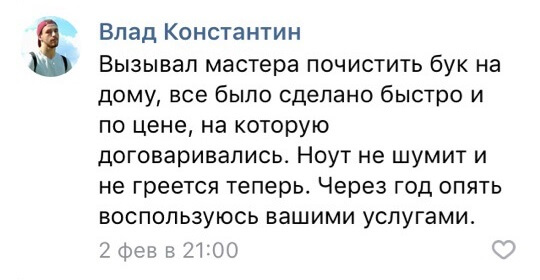 Влад Константин
Вызывал мастера почистить бук на
дому, все было сделано быстро и
по цене, на которую
договаривались. Ноут не шумит и
не греется теперь. Через год опять
воспользуюсь вашими услугами.
2 фев в 21:00